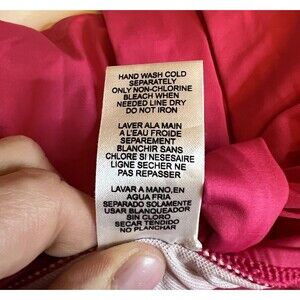 HAND WASH COLD
SEPARATELY
ONLY NON-CHLORINE
BLEACH WHEN
NEEDED LINE DRY
DO NOT IRON
LAVER ALA MAIN
A L'EAU FROIDE
SEPAREMENT
BLANCHIR SANS
CHLORE SI NESESAIRE
LIGNE SECHER NE
PAS REPASSER
LAVAR A MANO,EN
AGUA FRIA
SEPARADO SOLAMENTE
USAR BLANQUEADOR
SIN CLORO
SECAR TENDIDO
NO PLANCHAR